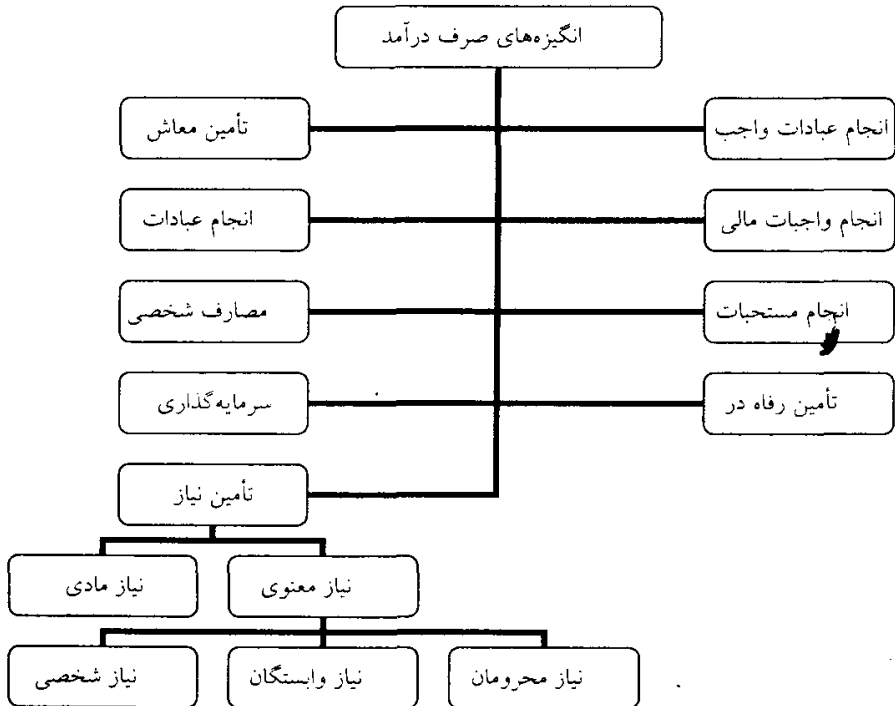 انگیزه‌های صرف درآمد
انجام عبادات واجب
تأمین معاش
انجام واجبات مالی
انجام عبادات
انجام مستحبات
مصارف شخصی
تأمین رفاه در
سرمایه‌گذاری
تأمین نیاز
نیاز معنوی
نیاز مادی
نیاز محرومان
نیاز وابستگان
نیاز شخصی